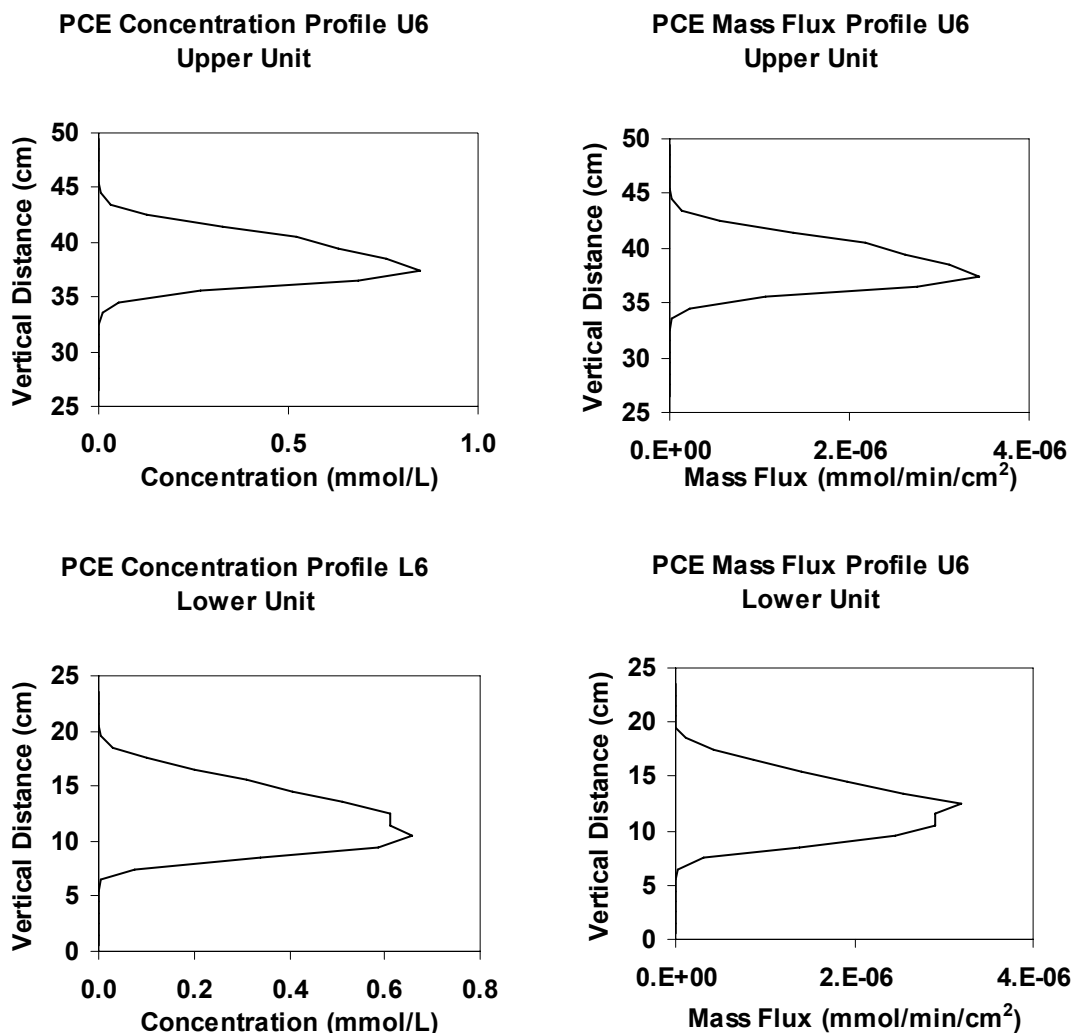 PCE Concentration Profile U6
Upper Unit
50
45
40
35
30
25
Vertical Distance (cm)
0.0 0.5 1.0
Concentration (mmol/L)
PCE Mass Flux Profile U6
Upper Unit
50
45
40
35
30
25
Vertical Distance (cm)
0.E+00 2.E-06 4.E-06
Mass Flux (mmol/min/cm²)
PCE Concentration Profile L6
Lower Unit
25
20
15
10
5
0
Vertical Distance (cm)
0.0 0.2 0.4 0.6 0.8
Concentration (mmol/L)
PCE Mass Flux Profile U6
Lower Unit
25
20
15
10
5
0
Vertical Distance (cm)
0.E+00 2.E-06 4.E-06
Mass Flux (mmol/min/cm²)